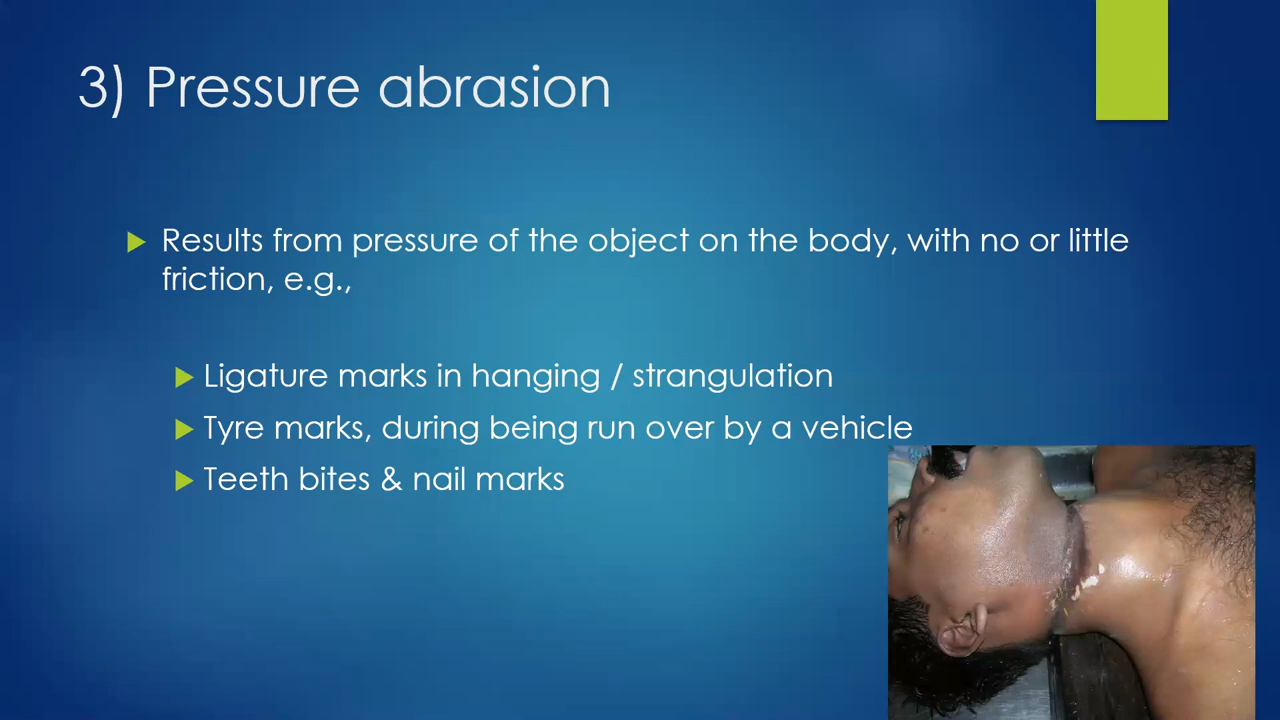 3) Pressure abrasion
Results from pressure of the object on the body, with no or little
friction, e.g.,
Ligature marks in hanging / strangulation
Tyre marks, during being run over by a vehicle
Teeth bites & nail marks